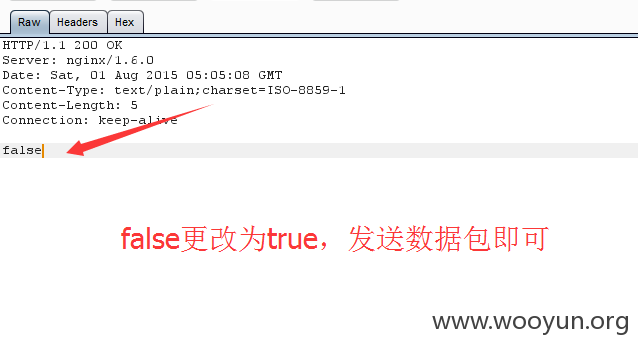 Raw Headers Hex
HTTP/1.1 200 OK
Server: nginx/1.6.0
Date: Sat, 01 Aug 2015 05:05:08 GMT
Content-Type: text/plain;charset=ISO-8859-1
Content-Length: 5
Connection: keep-alive
false
false更改为true，发送数据包即可
www.wooyun.org